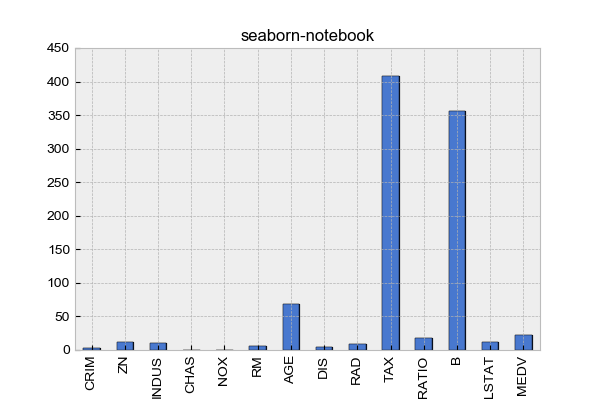 seaborn-notebook
450
400
350
300
250
200
150
100
50
0
CRIM
ZN
INDUS
CHAS
NOX
RM
AGE
DIS
RAD
TAX
RATIO
B
LSTAT
MEDV